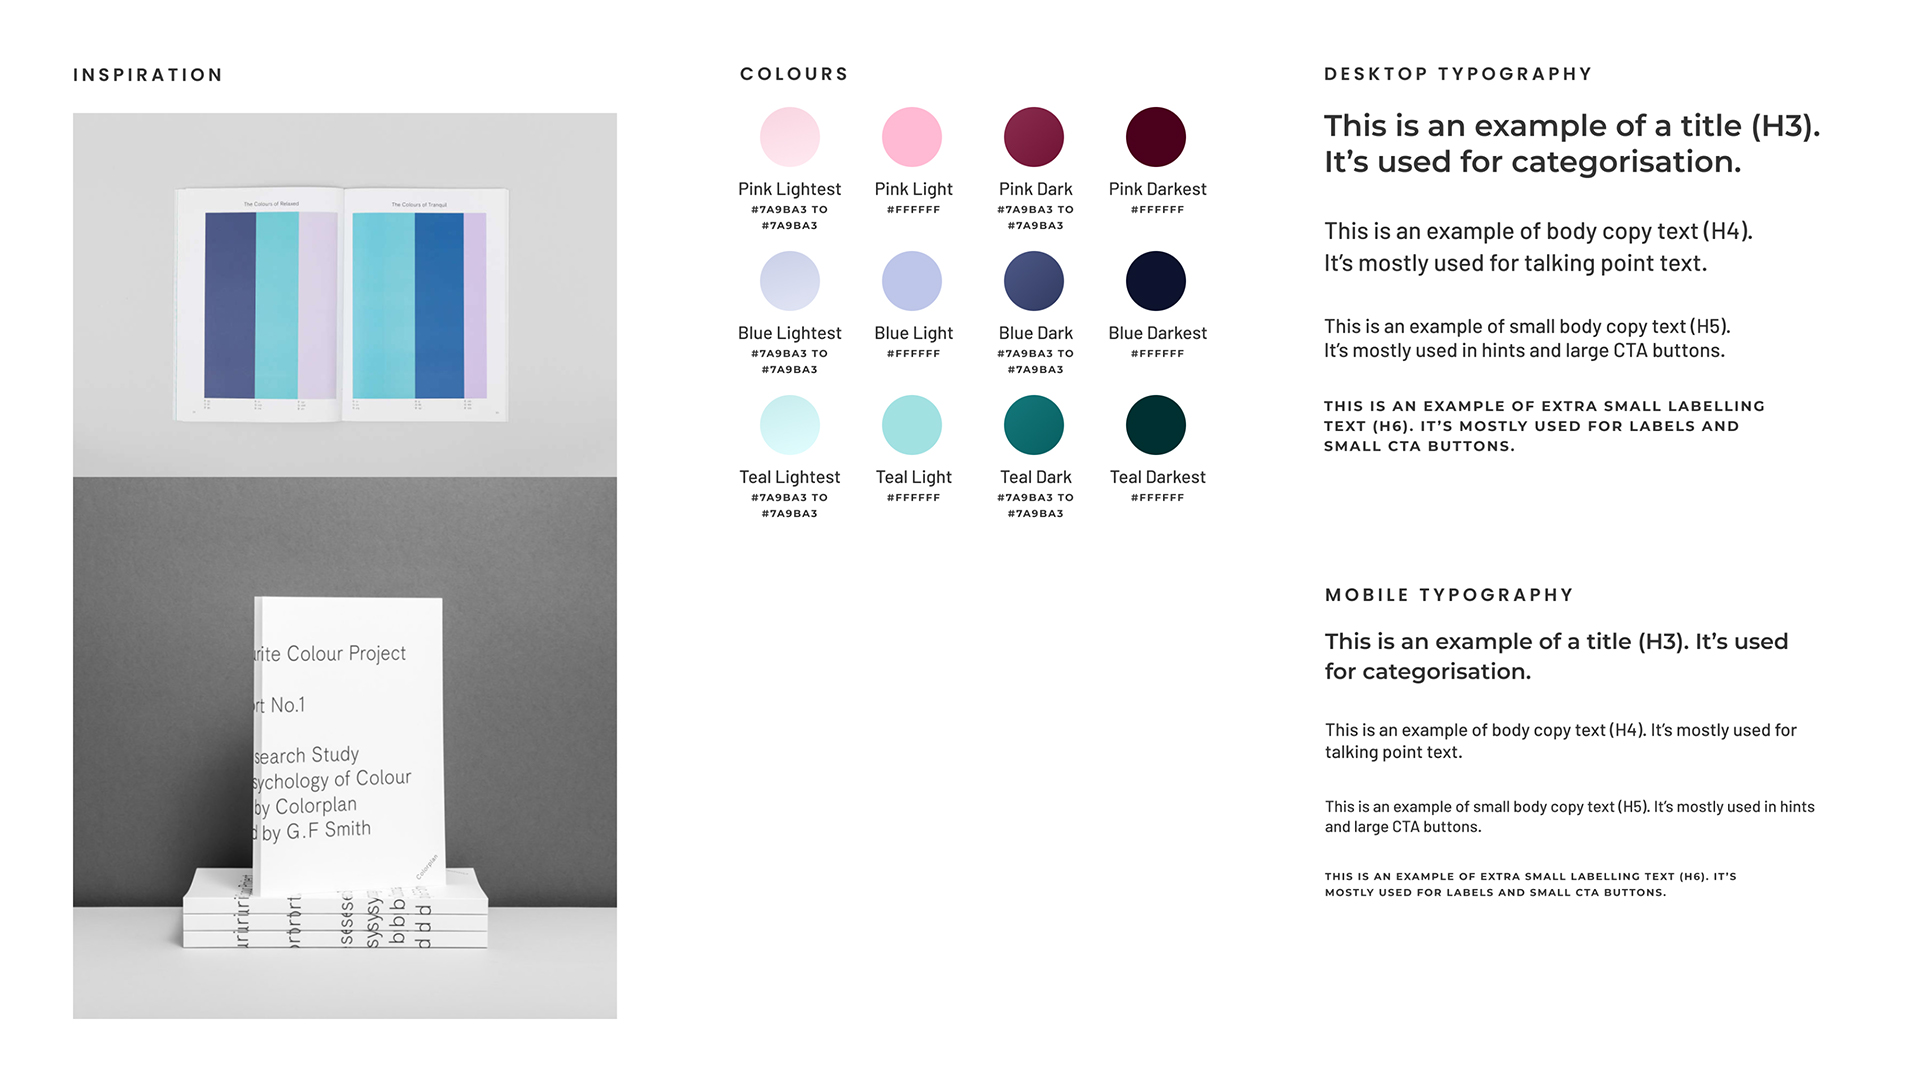 INSPIRATION
The Colours of Relaxed
The Colours of Tranquil
urite Colour Project
ort No.1
search Study
sychology of Colour
by Colorplan
d by G.F Smith
Colorplan
COLOURS
Pink Lightest
#7A9BA3 TO
#7A9BA3
Pink Light
#FFFFFF
Pink Dark
#7A9BA3 TO
#7A9BA3
Pink Darkest
#FFFFFF
Blue Lightest
#7A9BA3 TO
#7A9BA3
Blue Light
#FFFFFF
Blue Dark
#7A9BA3 TO
#7A9BA3
Blue Darkest
#FFFFFF
Teal Lightest
#7A9BA3 TO
#7A9BA3
Teal Light
#FFFFFF
Teal Dark
#7A9BA3 TO
#7A9BA3
Teal Darkest
#FFFFFF
DESKTOP TYPOGRAPHY
This is an example of a title (H3).
It’s used for categorisation.
This is an example of body copy text (H4).
It’s mostly used for talking point text.
This is an example of small body copy text (H5).
It’s mostly used in hints and large CTA buttons.
THIS IS AN EXAMPLE OF EXTRA SMALL LABELLING
TEXT (H6). IT’S MOSTLY USED FOR LABELS AND
SMALL CTA BUTTONS.
MOBILE TYPOGRAPHY
This is an example of a title (H3). It’s used
for categorisation.
This is an example of body copy text (H4). It’s mostly used for
talking point text.
This is an example of small body copy text (H5). It’s mostly used in hints
and large CTA buttons.
THIS IS AN EXAMPLE OF EXTRA SMALL LABELLING TEXT (H6). IT’S
MOSTLY USED FOR LABELS AND SMALL CTA BUTTONS.